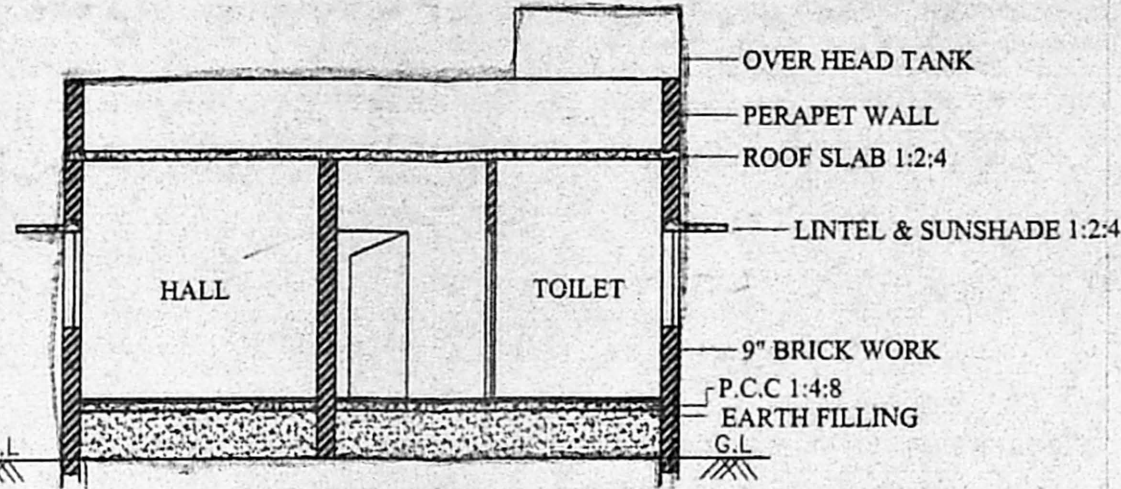 OVER HEAD TANK
PERAPET WALL
ROOF SLAB 1:2:4
LINTEL & SUNSHADE 1:2:4
HALL
TOILET
9" BRICK WORK
P.C.C 1:4:8
EARTH FILLING
G.L
.L